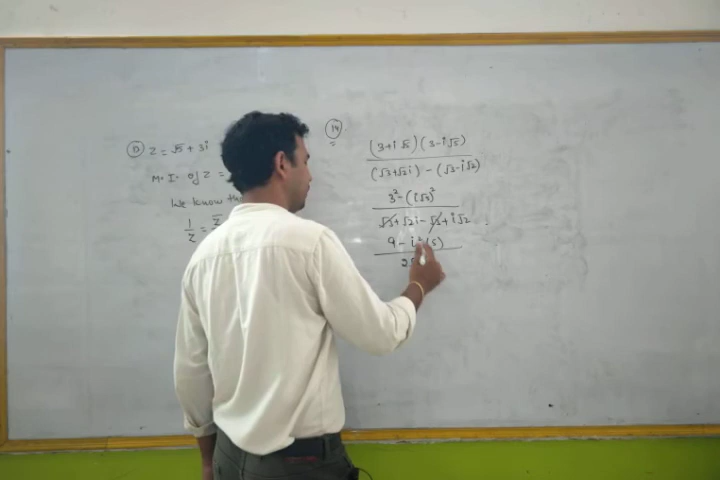 13 Z = √5 + 3i
M. I. of Z =
We know tha
1/Z = Z̅
14
(3+i√5) (3-i√5)
(√3+√2i) - (√3-i√2)
3² - (i√5)²
√3+√2i - √3+i√2
9 - i²(5)
2